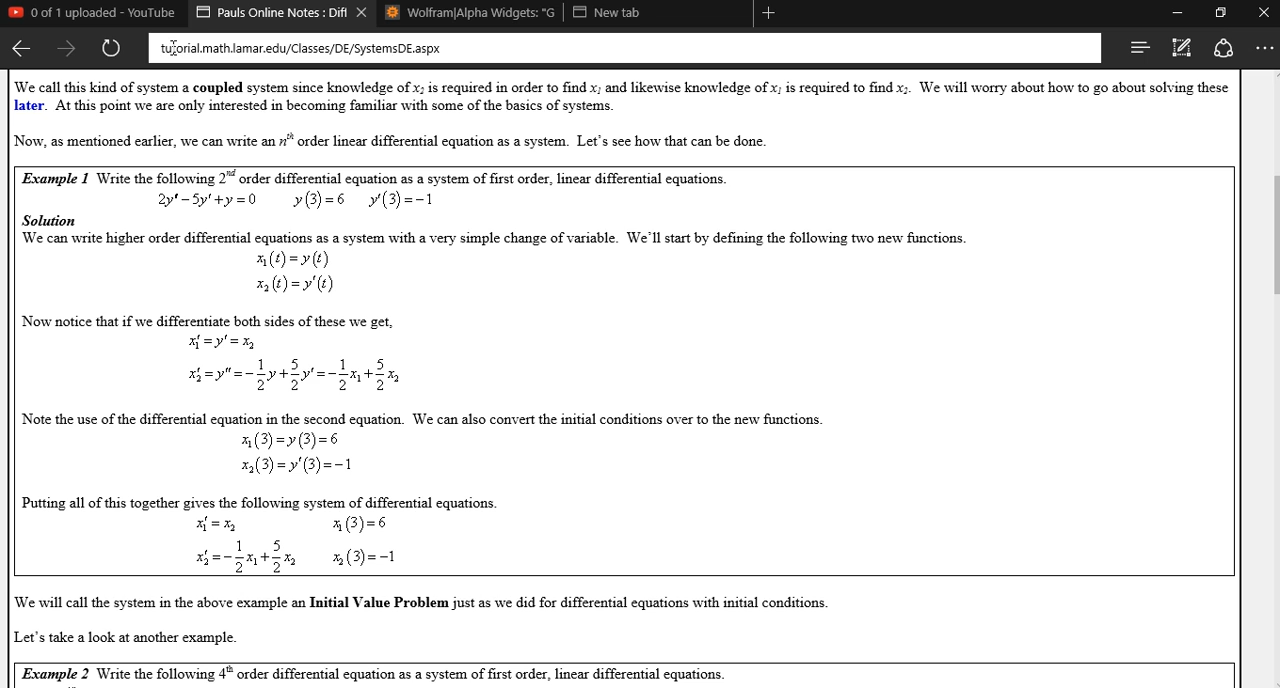 0 of 1 uploaded - YouTube
Pauls Online Notes : Diff
Wolfram|Alpha Widgets: "G
New tab
tutorial.math.lamar.edu/Classes/DE/SystemsDE.aspx
We call this kind of system a coupled system since knowledge of x₂ is required in order to find x₁ and likewise knowledge of x₁ is required to find x₂. We will worry about how to go about solving these
later. At this point we are only interested in becoming familiar with some of the basics of systems.
Now, as mentioned earlier, we can write an nᵗʰ order linear differential equation as a system. Let's see how that can be done.
Example 1 Write the following 2ⁿᵈ order differential equation as a system of first order, linear differential equations.
2y″ − 5y′ + y = 0 y(3) = 6 y′(3) = −1
Solution
We can write higher order differential equations as a system with a very simple change of variable. We'll start by defining the following two new functions.
x₁(t) = y(t)
x₂(t) = y′(t)
Now notice that if we differentiate both sides of these we get,
x₁′ = y′ = x₂
x₂′ = y″ = −1/2 y + 5/2 y′ = −1/2 x₁ + 5/2 x₂
Note the use of the differential equation in the second equation. We can also convert the initial conditions over to the new functions.
x₁(3) = y(3) = 6
x₂(3) = y′(3) = −1
Putting all of this together gives the following system of differential equations.
x₁′ = x₂ x₁(3) = 6
x₂′ = −1/2 x₁ + 5/2 x₂ x₂(3) = −1
We will call the system in the above example an Initial Value Problem just as we did for differential equations with initial conditions.
Let's take a look at another example.
Example 2 Write the following 4ᵗʰ order differential equation as a system of first order, linear differential equations.